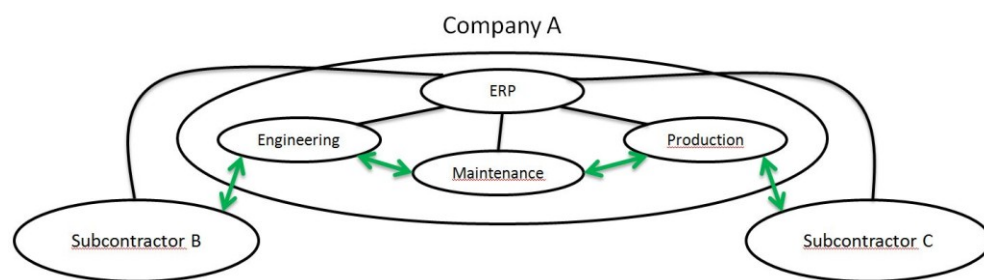 Company A
ERP
Engineering
Production
Maintenance
Subcontractor B
Subcontractor C